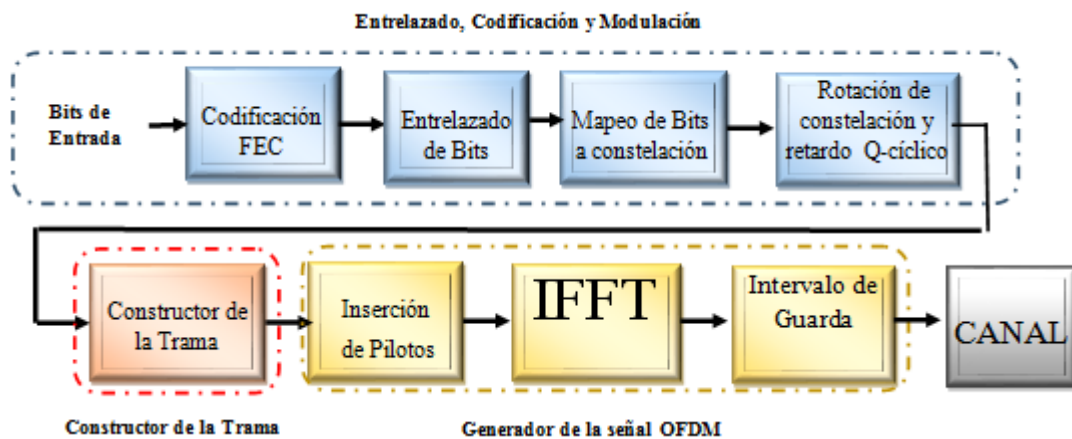 Entrelazado, Codificación y Modulación
Bits de
Entrada
Codificación
FEC
Entrelazado
de Bits
Mapeo de Bits
a constelación
Rotación de
constelación y
retardo Q-cíclico
Constructor de
la Trama
Inserción
de Pilotos
IFFT
Intervalo de
Guarda
CANAL
Constructor de la Trama
Generador de la señal OFDM